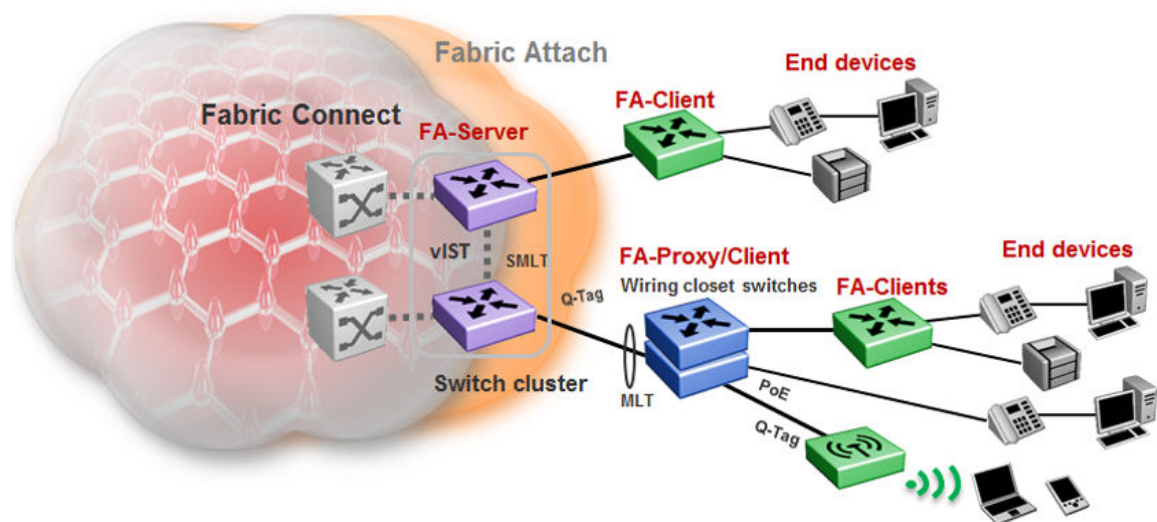 Fabric Attach
End devices
FA-Client
Fabric Connect
FA-Server
vIST
SMLT
End devices
FA-Proxy/Client
Wiring closet switches
FA-Clients
Q-Tag
Switch cluster
MLT
PoE
Q-Tag